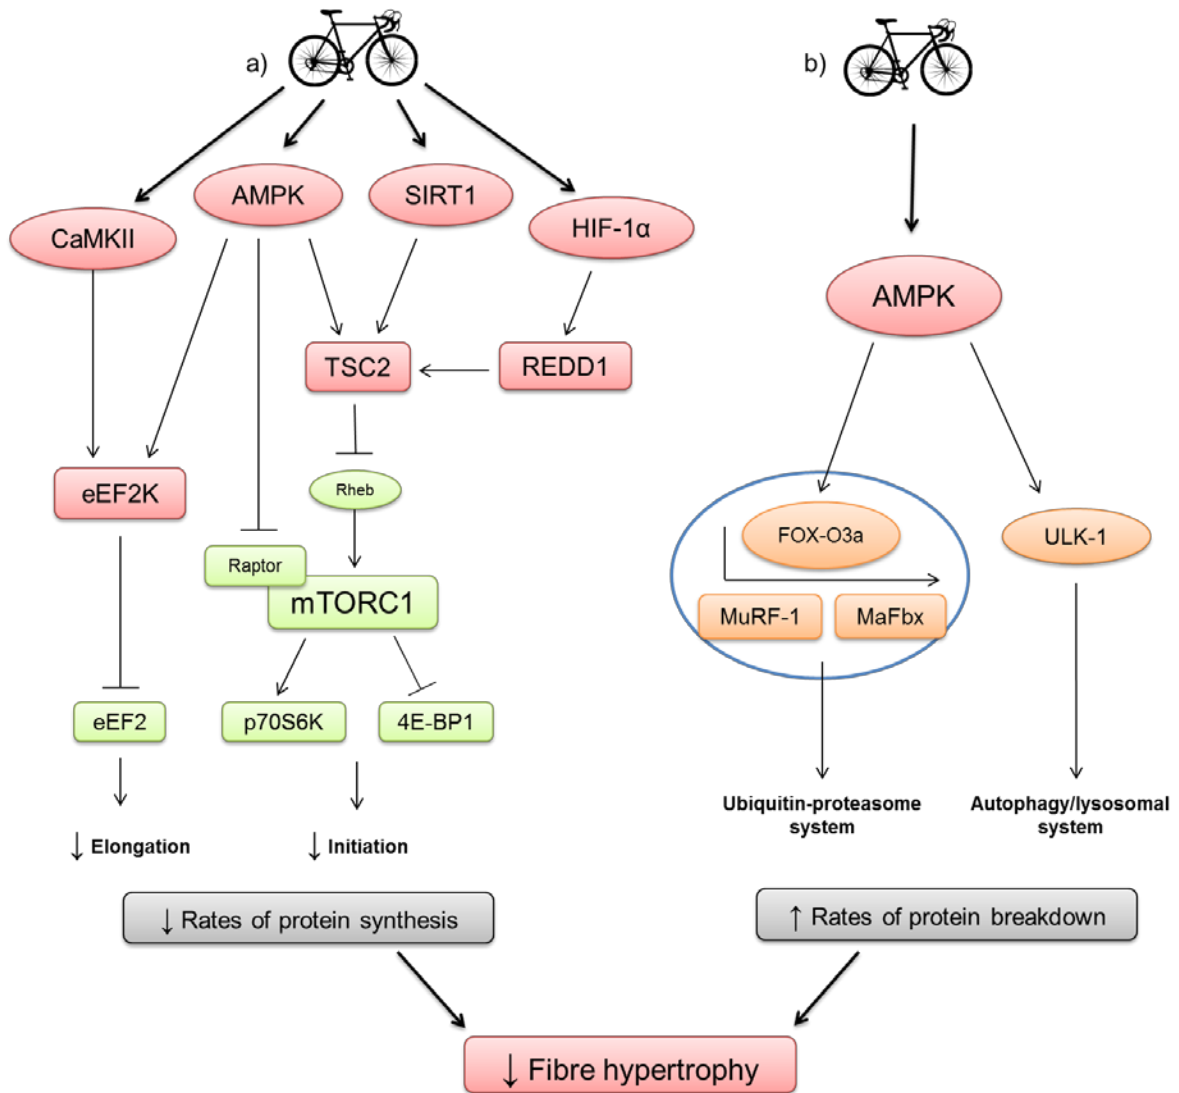 a)
b)
AMPK
SIRT1
HIF-1α
CaMKII
AMPK
TSC2
REDD1
eEF2K
Rheb
FOX-O3a
ULK-1
Raptor
mTORC1
MuRF-1
MaFbx
eEF2
p70S6K
4E-BP1
Ubiquitin-proteasome
system
Autophagy/lysosomal
system
↓ Elongation
↓ Initiation
↓ Rates of protein synthesis
↑ Rates of protein breakdown
↓ Fibre hypertrophy